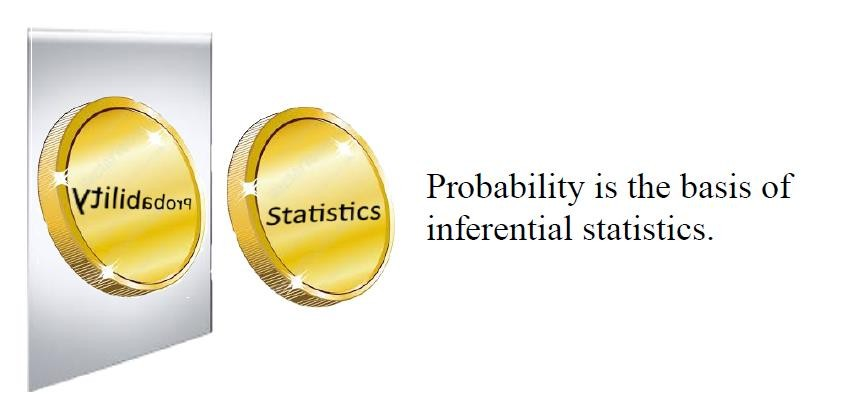 Probability
Statistics
Probability is the basis of
inferential statistics.